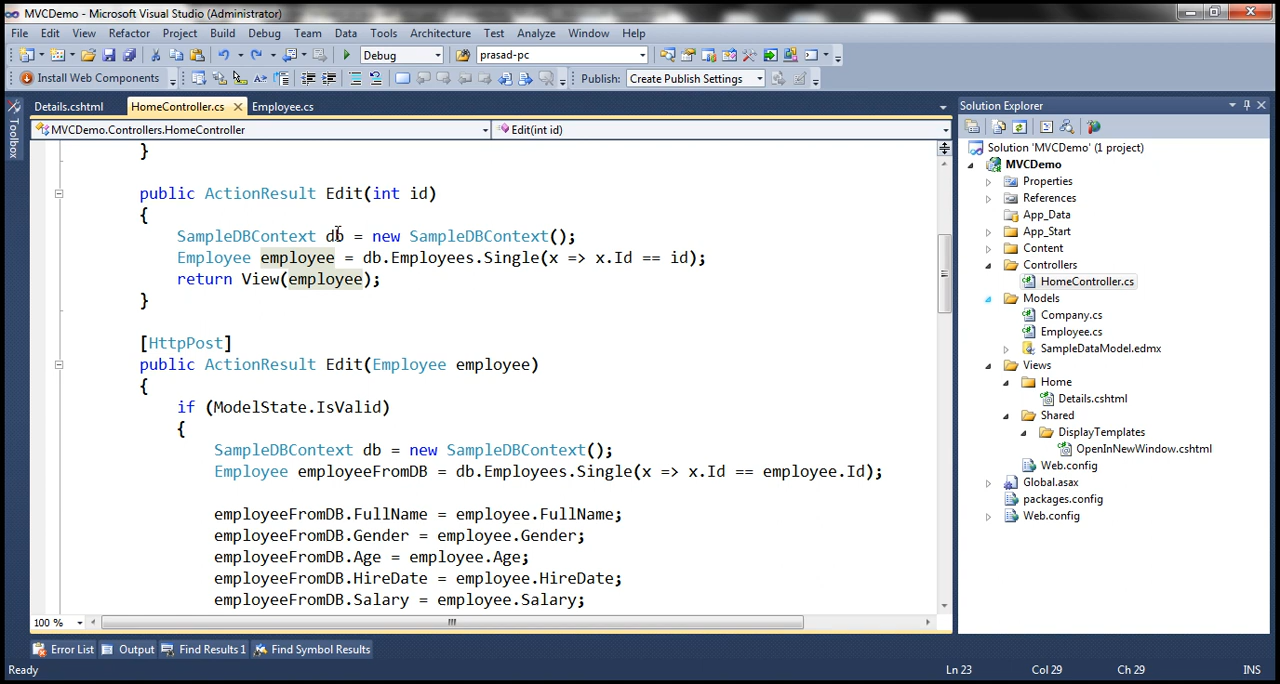 MVCDemo - Microsoft Visual Studio (Administrator)
File Edit View Refactor Project Build Debug Team Data Tools Architecture Test Analyze Window Help
Debug prasad-pc
Install Web Components Publish: Create Publish Settings
Details.cshtml HomeController.cs Employee.cs
MVCDemo.Controllers.HomeController Edit(int id)
Toolbox
}
public ActionResult Edit(int id)
{
SampleDBContext db = new SampleDBContext();
Employee employee = db.Employees.Single(x => x.Id == id);
return View(employee);
}
[HttpPost]
public ActionResult Edit(Employee employee)
{
if (ModelState.IsValid)
{
SampleDBContext db = new SampleDBContext();
Employee employeeFromDB = db.Employees.Single(x => x.Id == employee.Id);
employeeFromDB.FullName = employee.FullName;
employeeFromDB.Gender = employee.Gender;
employeeFromDB.Age = employee.Age;
employeeFromDB.HireDate = employee.HireDate;
employeeFromDB.Salary = employee.Salary;
100 %
Solution Explorer
Solution 'MVCDemo' (1 project)
MVCDemo
Properties
References
App_Data
App_Start
Content
Controllers
HomeController.cs
Models
Company.cs
Employee.cs
SampleDataModel.edmx
Views
Home
Details.cshtml
Shared
DisplayTemplates
OpenInNewWindow.cshtml
Web.config
Global.asax
packages.config
Web.config
Error List Output Find Results 1 Find Symbol Results
Ready Ln 23 Col 29 Ch 29 INS